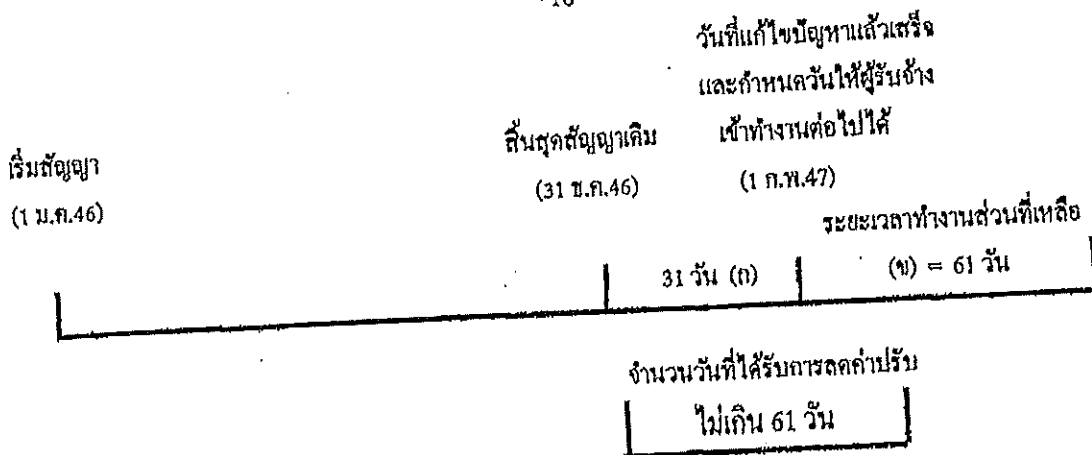 วันที่แก้ไขปัญหาแล้วเสร็จ
และกำหนดวันให้ผู้รับจ้าง
เข้าทำงานต่อไปได้
(1 ก.พ.47)
สิ้นสุดสัญญาเดิม
(31 ธ.ค.46)
เริ่มสัญญา
(1 ม.ค.46)
ระยะเวลาทำงานส่วนที่เหลือ
31 วัน (ก)
(ข) = 61 วัน
จำนวนวันที่ได้รับการลดค่าปรับ
ไม่เกิน 61 วัน